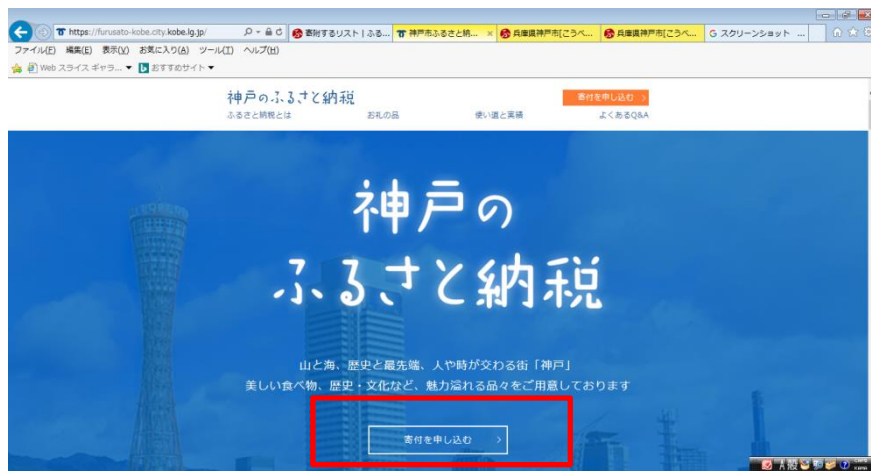 https://furusato-kobe.city.kobe.lg.jp/
寄附するリスト | ふる...
神戸市ふるさと納... ×
兵庫県神戸市[こうべ...
兵庫県神戸市[こうべ...
スクリーンショット ...
ファイル(F) 編集(E) 表示(V) お気に入り(A) ツール(T) ヘルプ(H)
Web スライス ギャラ... ▼ おすすめサイト ▼
神戸のふるさと納税
寄付を申し込む >
ふるさと納税とは お礼の品 使い道と実績 よくあるQ&A
神戸の
ふるさと納税
山と海、歴史と最先端、人や時が交わる街「神戸」
美しい食べ物、歴史・文化など、魅力溢れる品々をご用意しております
寄付を申し込む >
A 般